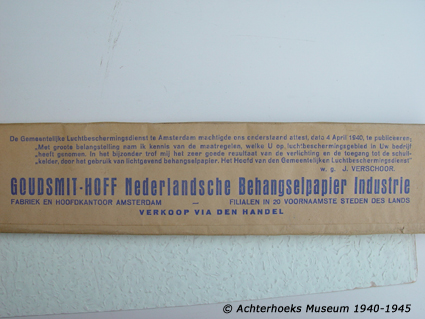 De Gemeentelijke Luchtbeschermingsdienst te Amsterdam machtigde ons onderstaand attest, dato 4 April 1940, te publiceeren:
„Met groote belangstelling nam ik kennis van de maatregelen, welke U op luchtbeschermingsgebied in Uw bedrijf
„heeft genomen. In het bijzonder trof mij het zeer goede resultaat van de verlichting en de toegang tot de schuil-
„kelder, door het gebruik van lichtgevend behangselpapier. Het Hoofd van den Gemeentelijken Luchtbeschermingsdienst"
w. g. J. VERSCHOOR.
GOUDSMIT-HOFF Nederlandsche Behangselpapier Industrie
FABRIEK EN HOOFDKANTOOR AMSTERDAM — FILIALEN IN 20 VOORNAAMSTE STEDEN DES LANDS
VERKOOP VIA DEN HANDEL
© Achterhoeks Museum 1940-1945